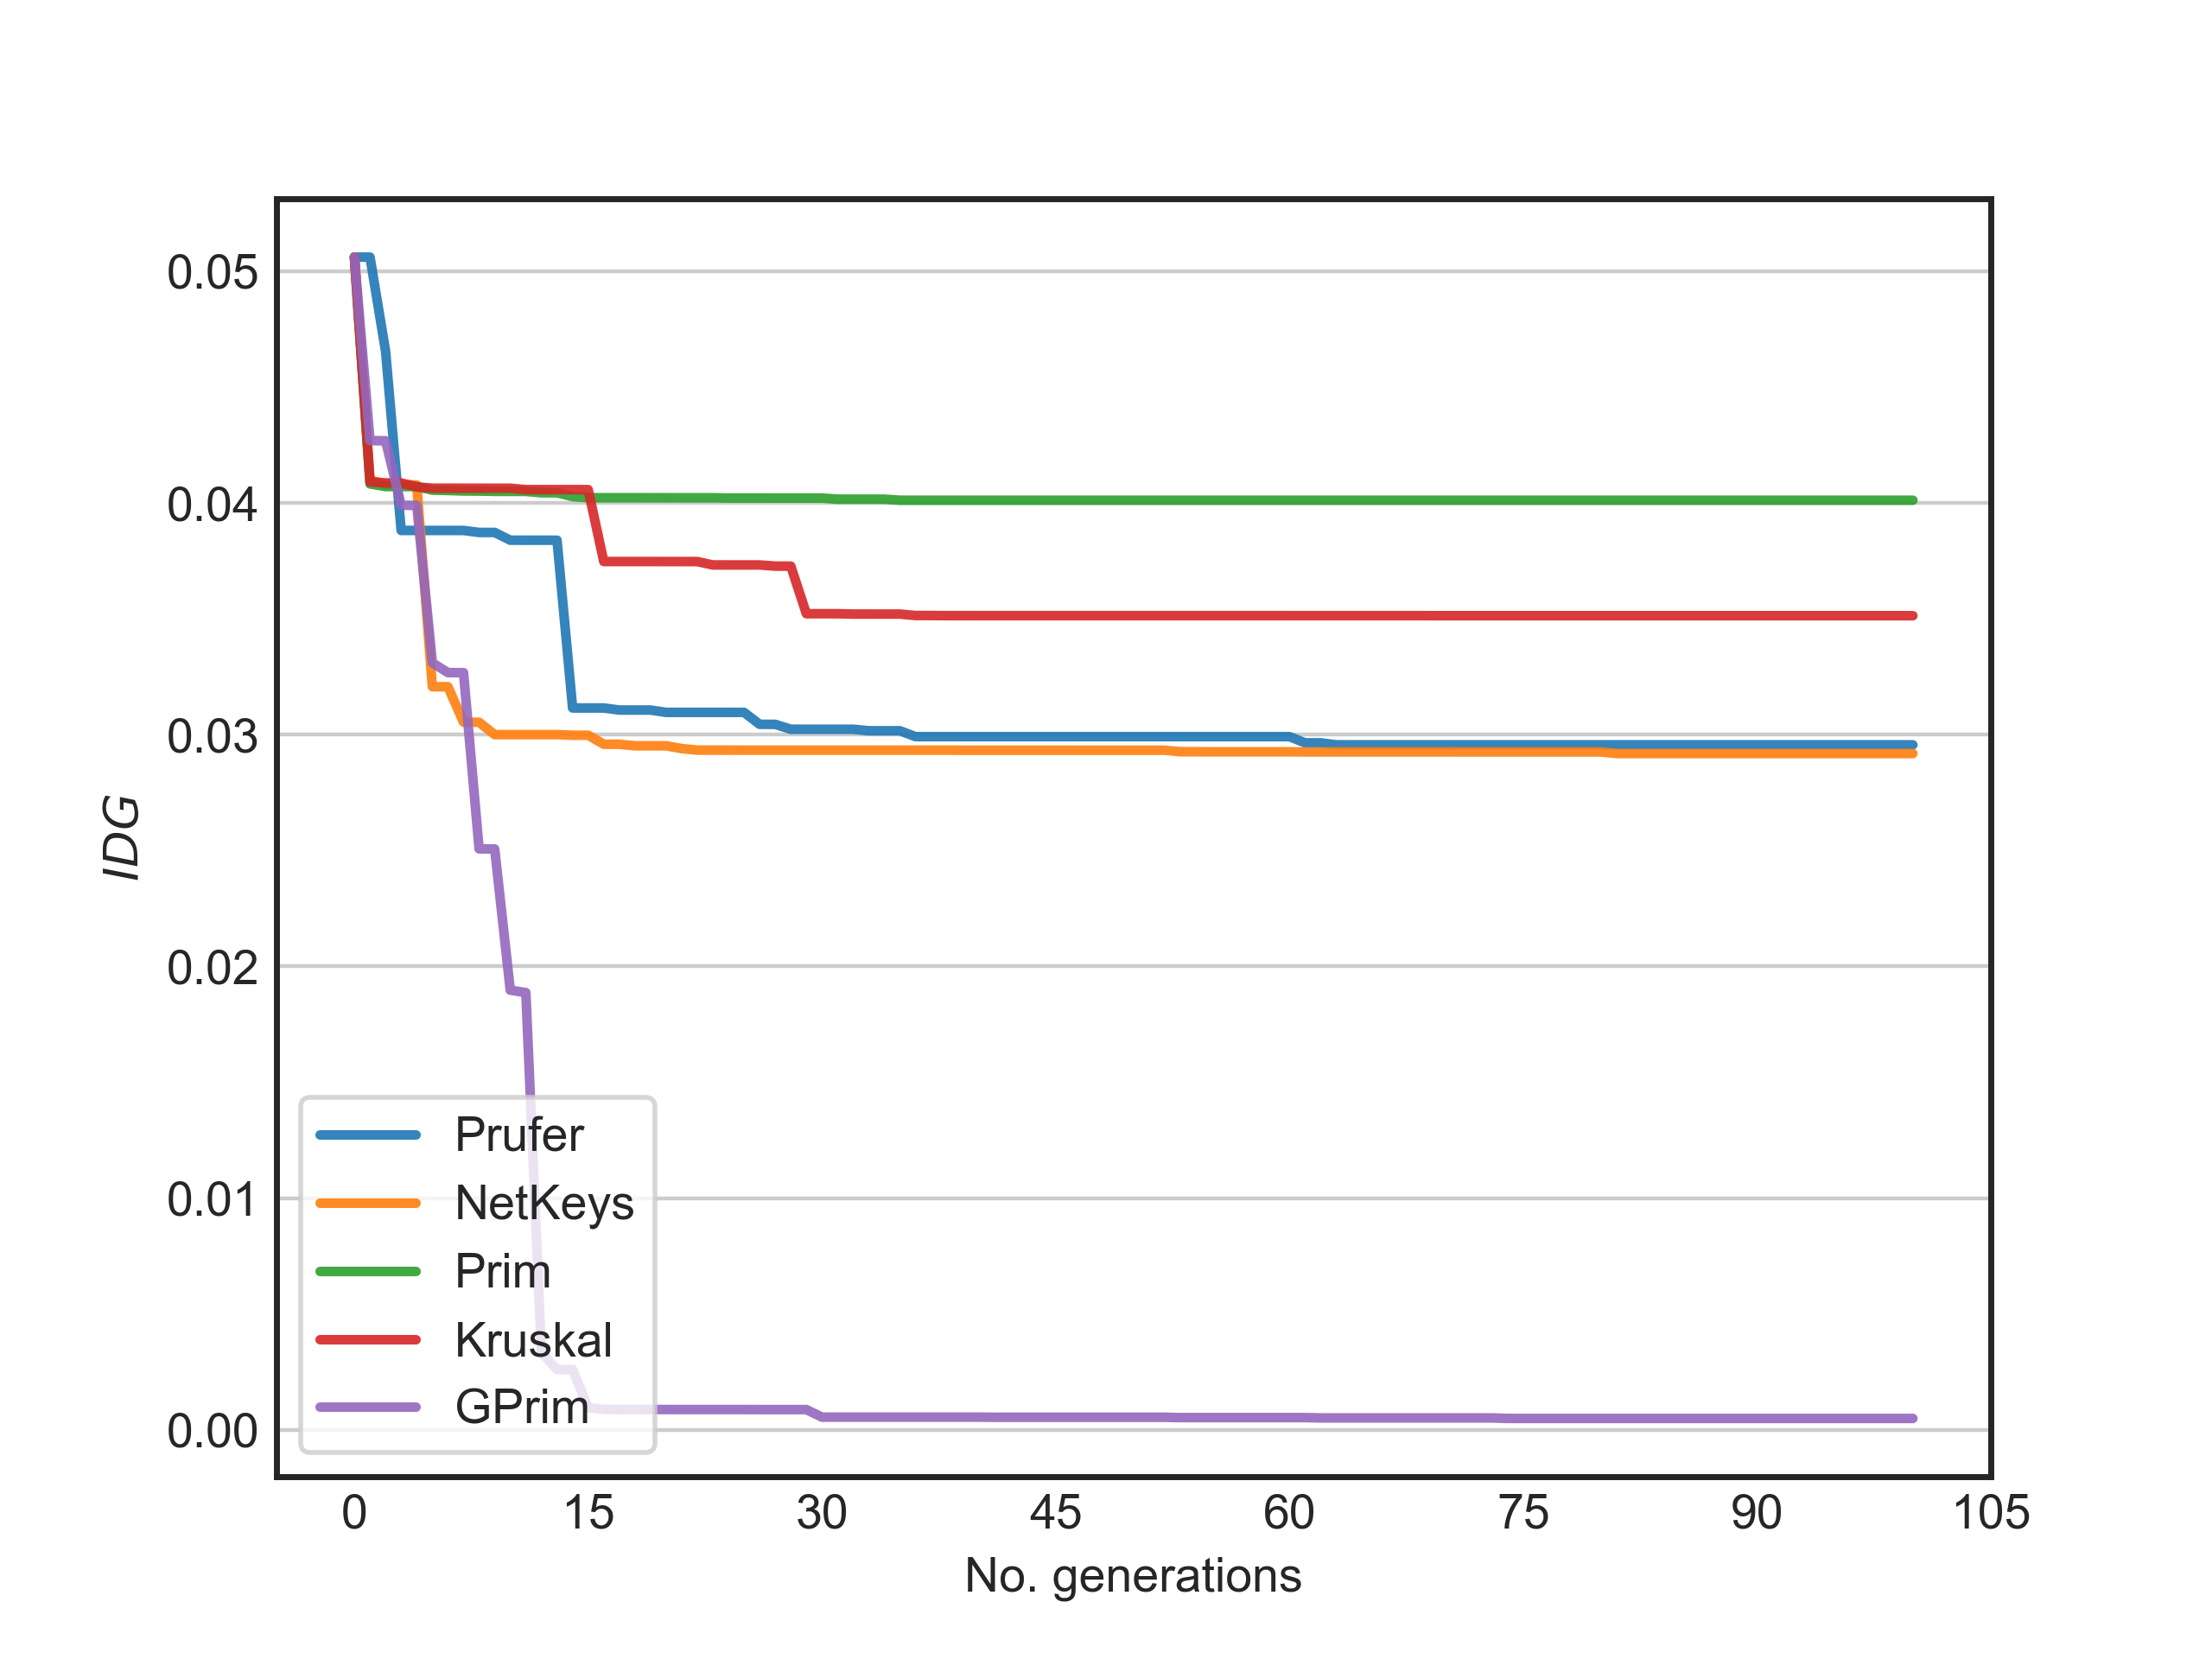 0.05
0.04
0.03
0.02
0.01
0.00
IDG
Prufer
NetKeys
Prim
Kruskal
GPrim
0 15 30 45 60 75 90 105
No. generations